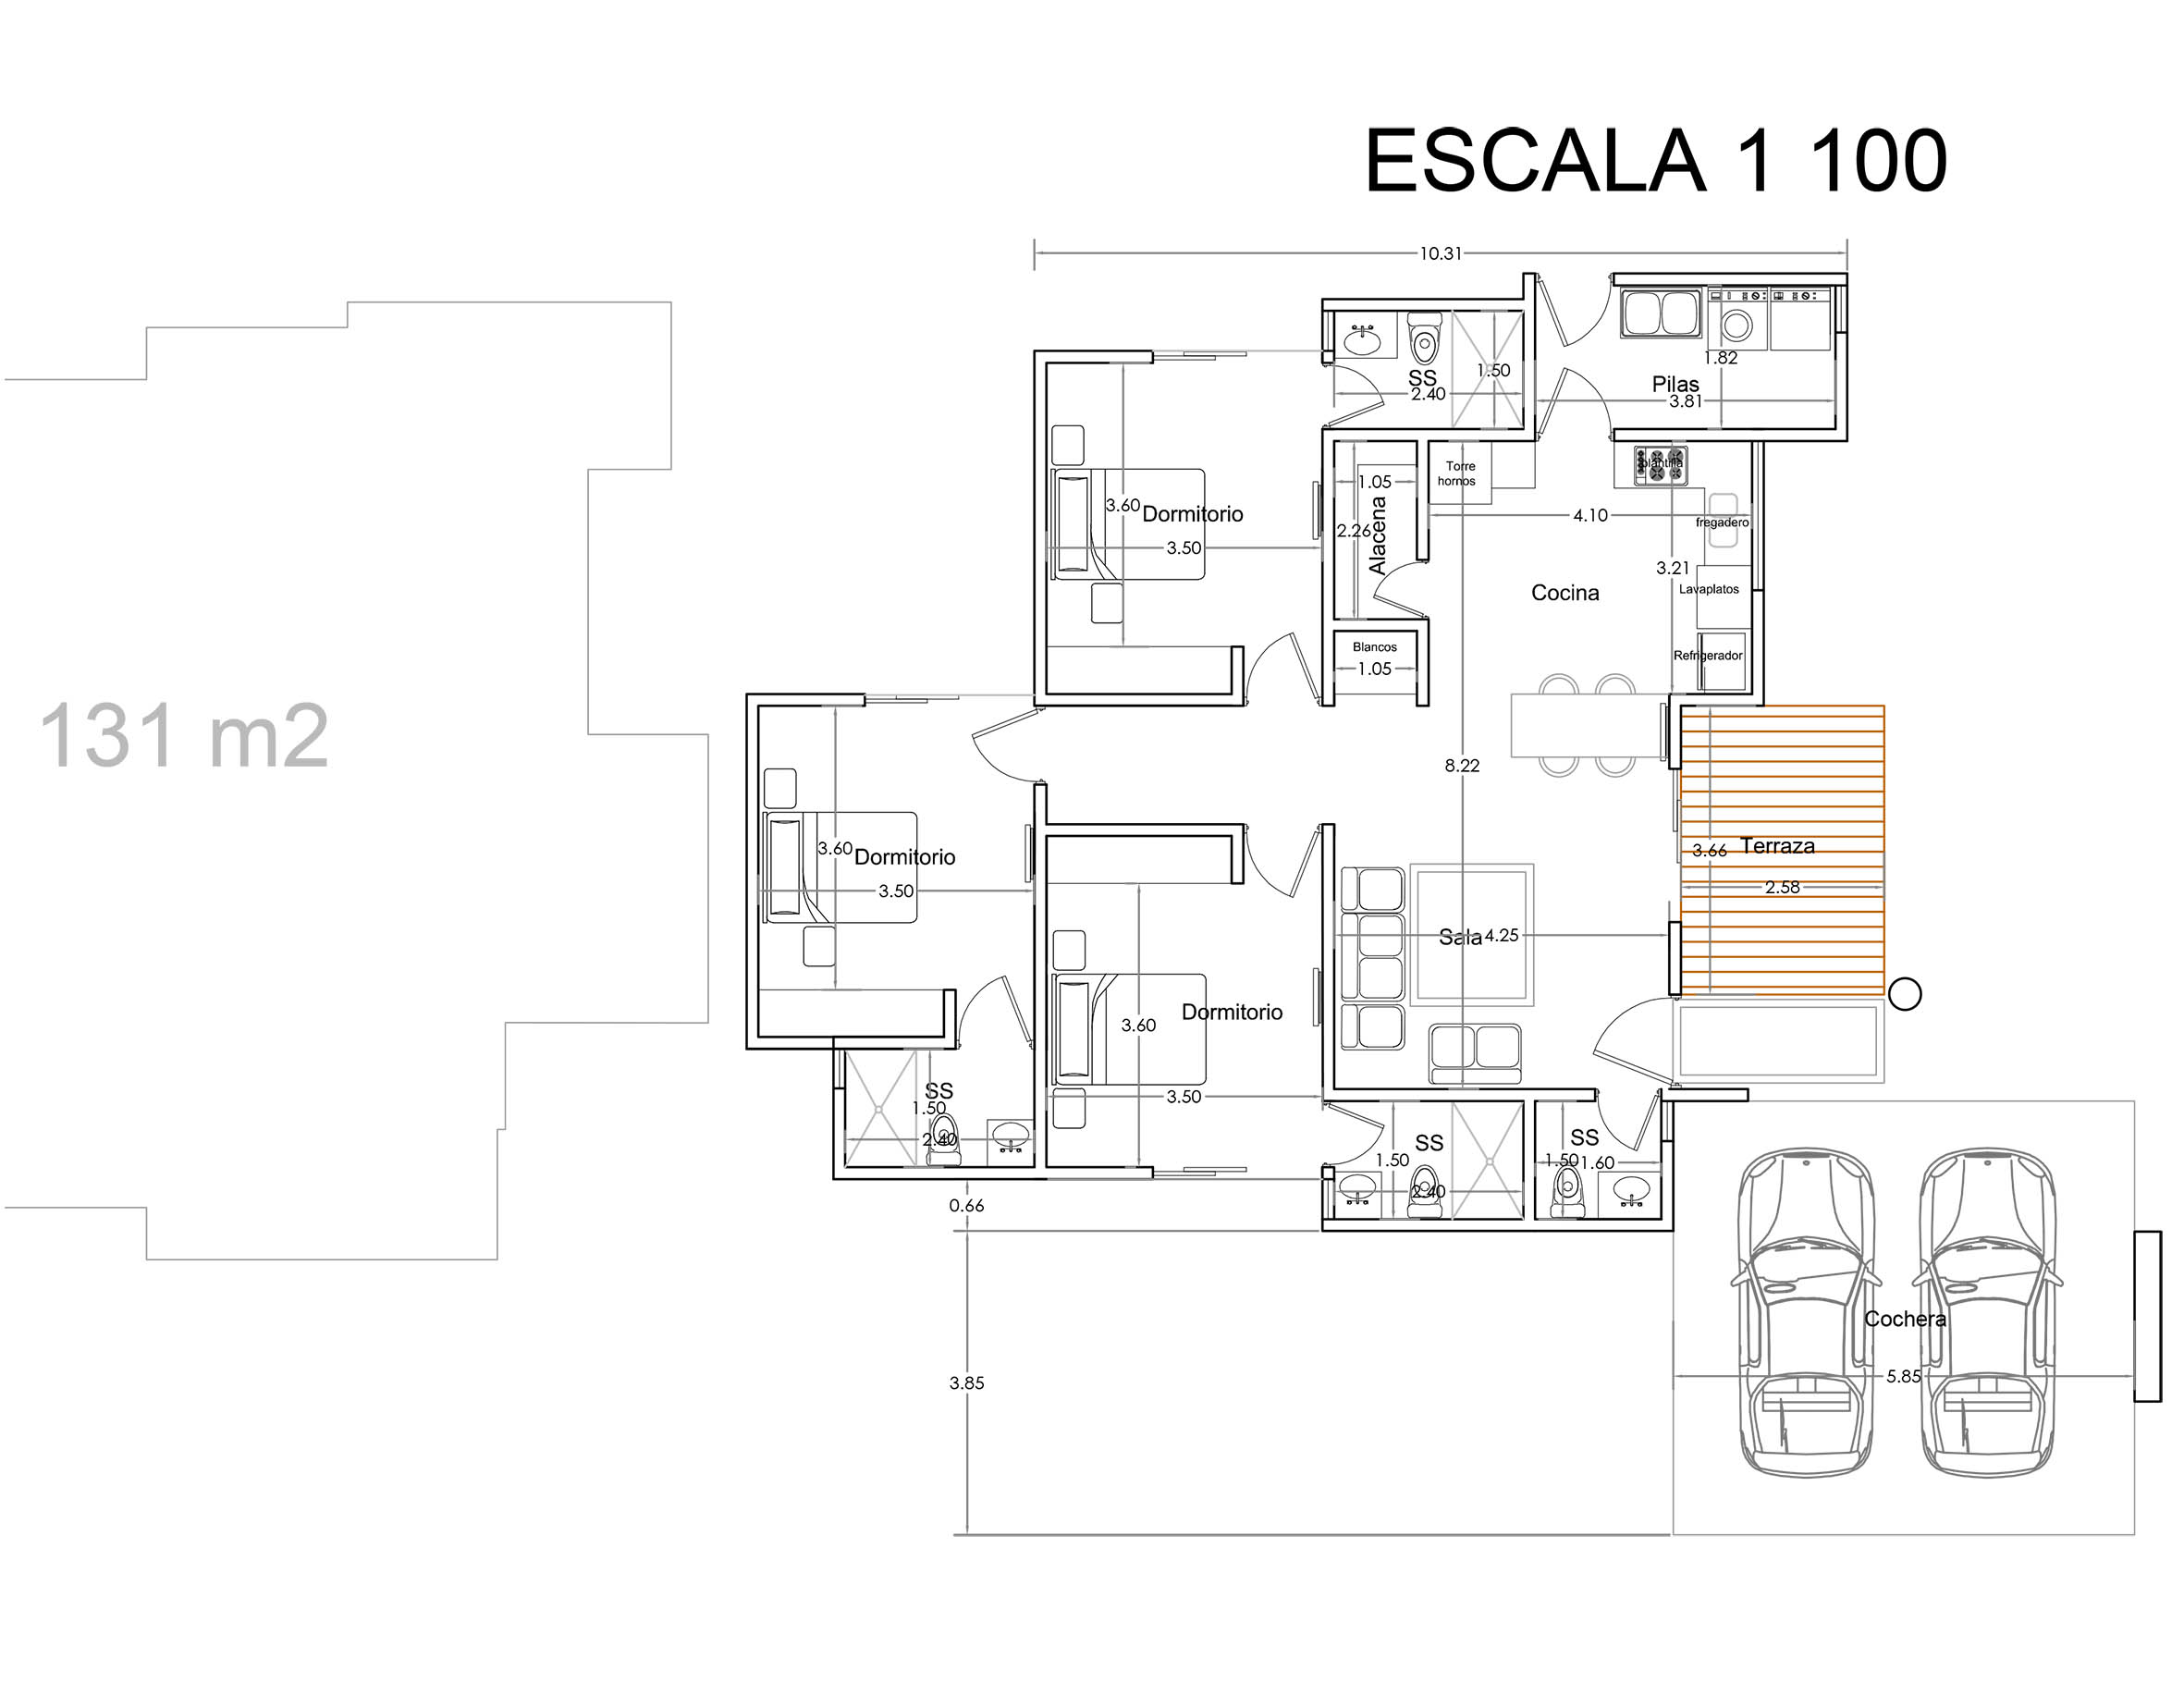 ESCALA 1 100
10.31
1.82
Pilas
3.81
SS
1.50
2.40
Torre
hornos
plantilla
1.05
Alacena
2.26
4.10
fregadero
3.60
Dormitorio
3.50
3.21
Cocina
Lavaplatos
Blancos
1.05
Refrigerador
131 m2
8.22
3.60
Dormitorio
3.50
Terraza
3.66
2.58
Sala
4.25
Dormitorio
3.60
3.50
SS
1.50
2.40
SS
1.50
2.40
SS
1.50
1.60
0.66
Cochera
3.85
5.85